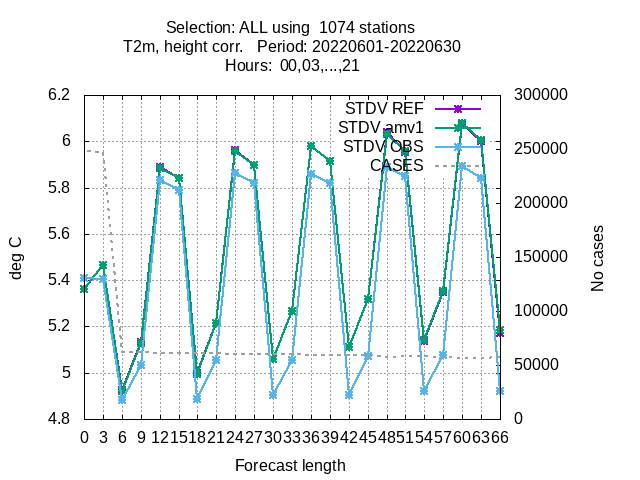 Selection: ALL using  1074 stations
T2m, height corr.   Period: 20220601-20220630
Hours:  00,03,...,21
6.2
6
5.8
5.6
5.4
5.2
5
4.8
deg C
300000
250000
200000
150000
100000
50000
0
No cases
STDV REF
STDV amv1
STDV OBS
CASES
0 3 6 9 12 15 18 21 24 27 30 33 36 39 42 45 48 51 54 57 60 63 66
Forecast length